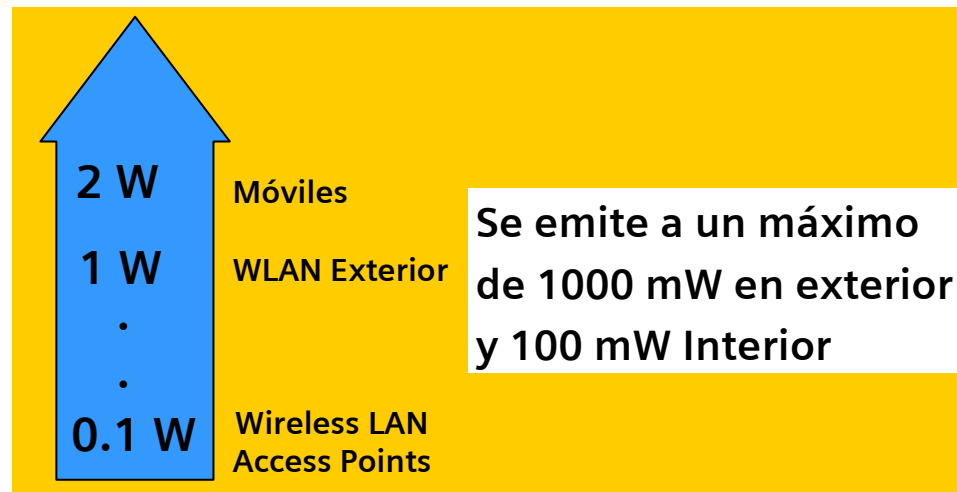 2 W
Móviles
1 W
WLAN Exterior
.
.
0.1 W
Wireless LAN
Access Points
Se emite a un máximo
de 1000 mW en exterior
y 100 mW Interior